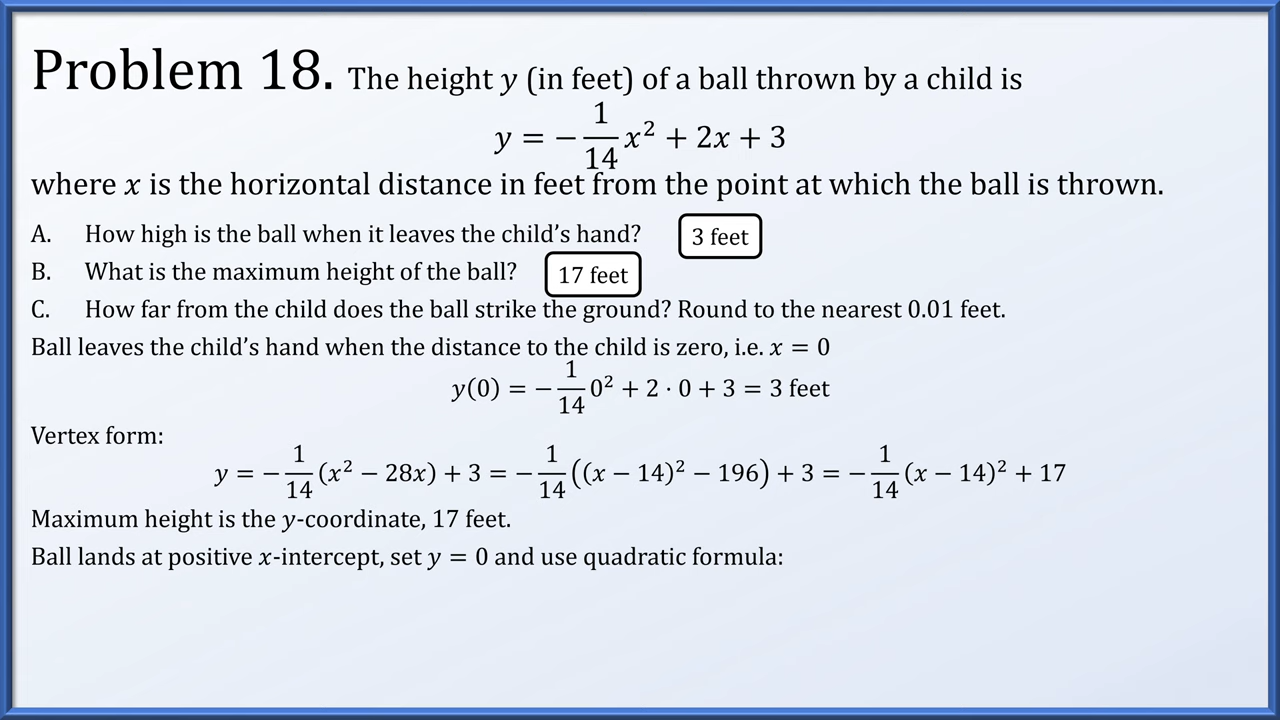 Problem 18. The height y (in feet) of a ball thrown by a child is
y = −1/14 x² + 2x + 3
where x is the horizontal distance in feet from the point at which the ball is thrown.
A. How high is the ball when it leaves the child’s hand? 3 feet
B. What is the maximum height of the ball? 17 feet
C. How far from the child does the ball strike the ground? Round to the nearest 0.01 feet.
Ball leaves the child’s hand when the distance to the child is zero, i.e. x = 0
y(0) = −1/14 0² + 2 · 0 + 3 = 3 feet
Vertex form:
y = −1/14 (x² − 28x) + 3 = −1/14 ((x − 14)² − 196) + 3 = −1/14 (x − 14)² + 17
Maximum height is the y-coordinate, 17 feet.
Ball lands at positive x-intercept, set y = 0 and use quadratic formula: